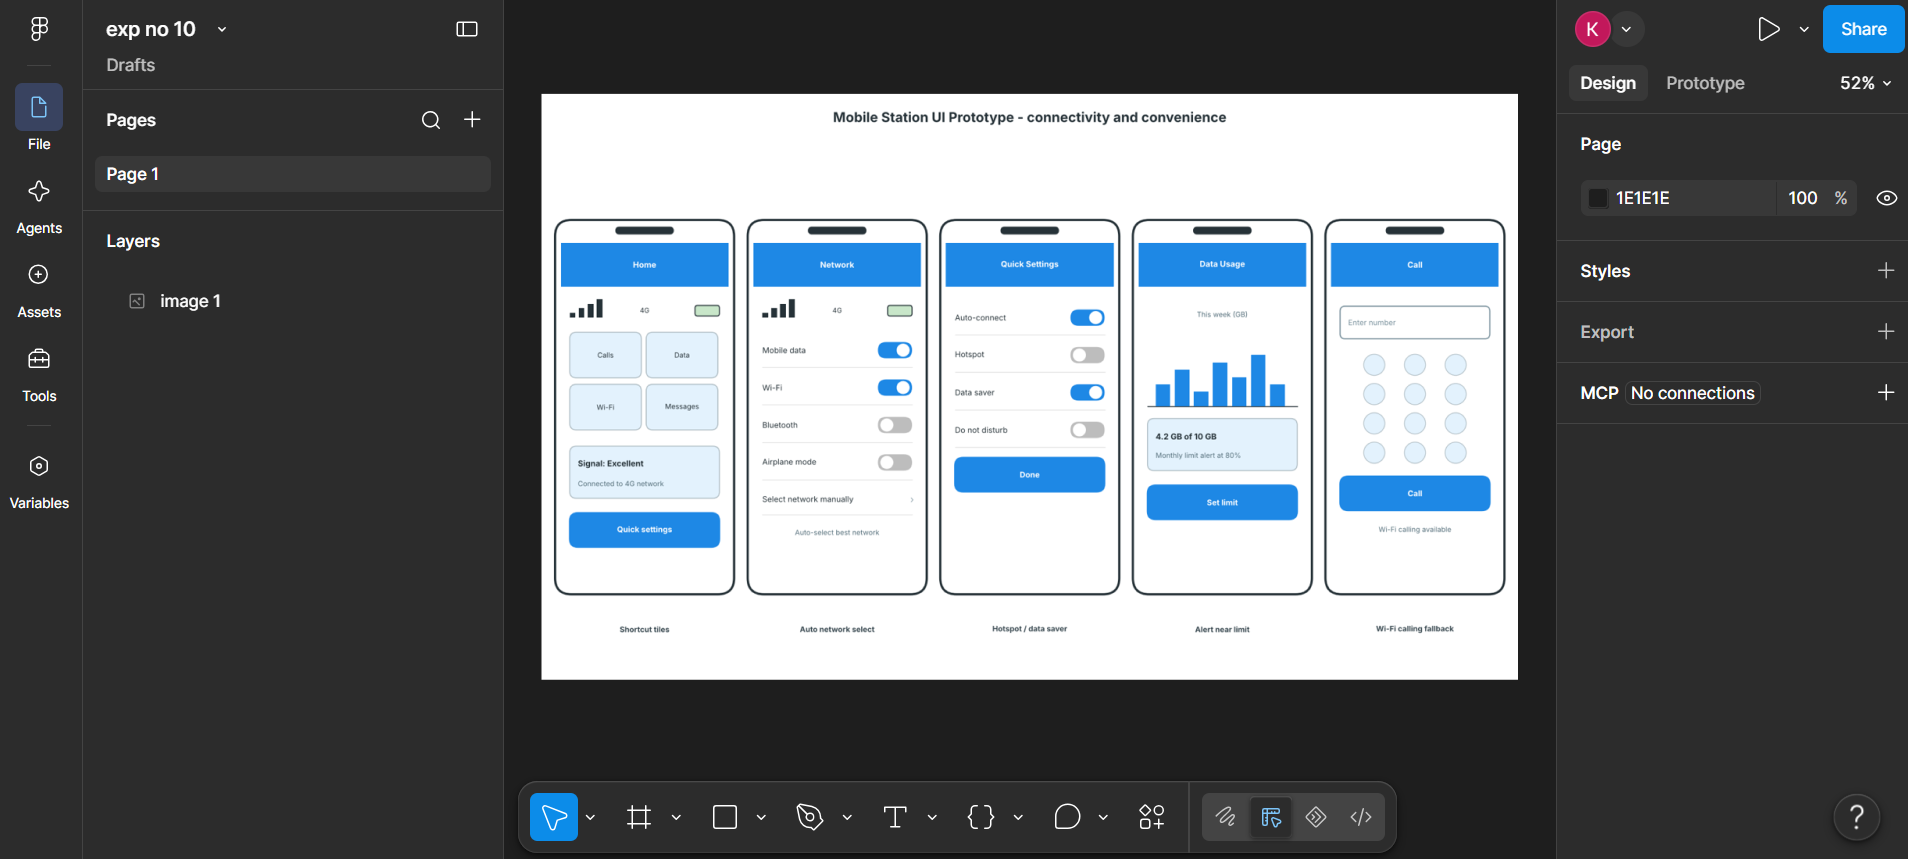 exp no 10
Drafts
File
Agents
Assets
Tools
Variables
Pages
Page 1
Layers
image 1
Mobile Station UI Prototype - connectivity and convenience
Home
4G
Calls
Data
Wi-Fi
Messages
Signal: Excellent
Connected to 4G network
Quick settings
Shortcut tiles
Network
4G
Mobile data
Wi-Fi
Bluetooth
Airplane mode
Select network manually ›
Auto-select best network
Auto network select
Quick Settings
Auto-connect
Hotspot
Data saver
Do not disturb
Done
Hotspot / data saver
Data Usage
This week (GB)
4.2 GB of 10 GB
Monthly limit alert at 80%
Set limit
Alert near limit
Call
Enter number
Call
Wi-Fi calling available
Wi-Fi calling fallback
K
Share
Design
Prototype
52%
Page
1E1E1E
100 %
Styles
Export
MCP No connections
?